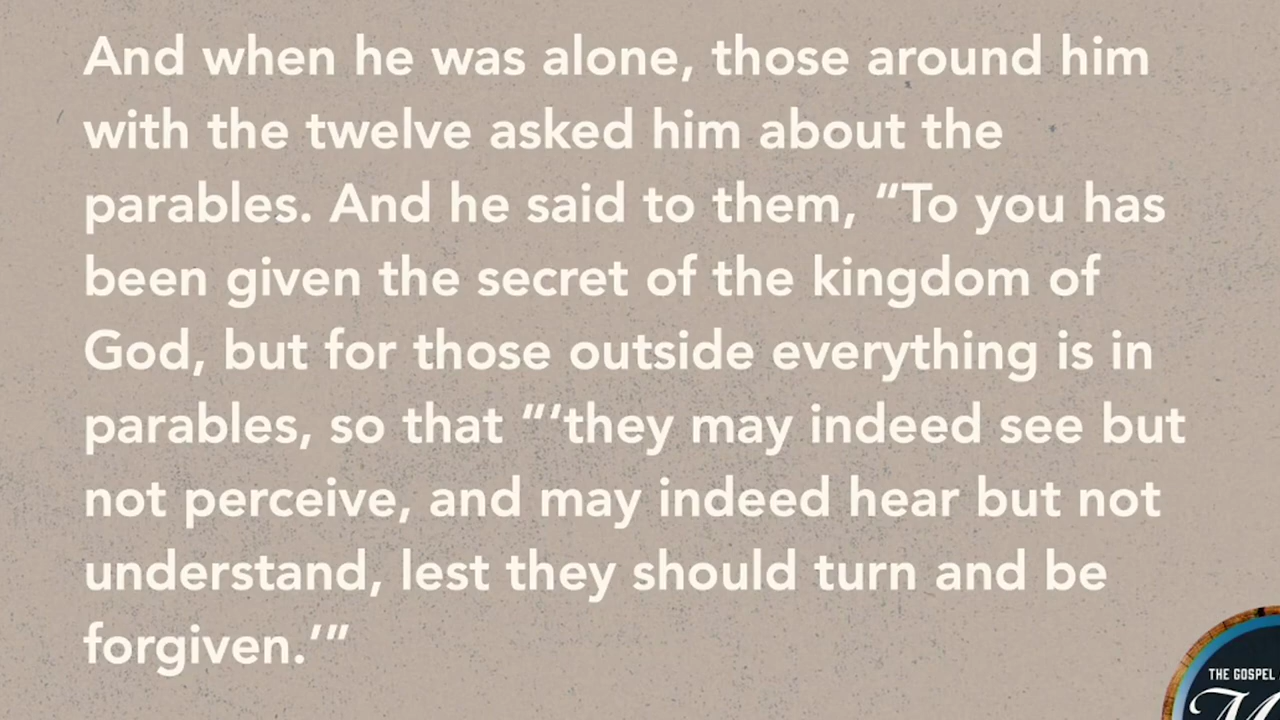 And when he was alone, those around him
with the twelve asked him about the
parables. And he said to them, “To you has
been given the secret of the kingdom of
God, but for those outside everything is in
parables, so that “‘they may indeed see but
not perceive, and may indeed hear but not
understand, lest they should turn and be
forgiven.’”
THE GOSPEL